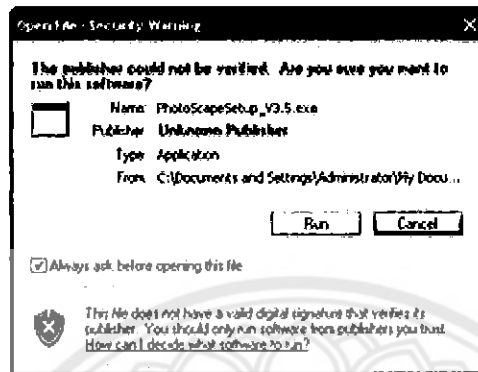 Open File - Security Warning
The publisher could not be verified. Are you sure you want to
run this software?
Name: PhotoScapeSetup_V3.5.exe
Publisher: Unknown Publisher
Type: Application
From: C:\Documents and Settings\Administrator\My Docu...
Run Cancel
Always ask before opening this file
This file does not have a valid digital signature that verifies its
publisher. You should only run software from publishers you trust.
How can I decide what software to run?